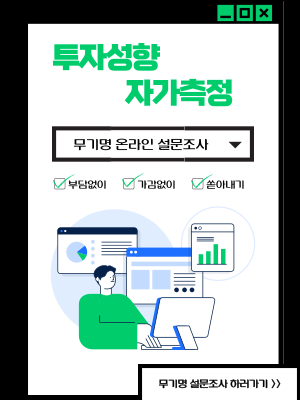 투자성향
자가측정
무기명 온라인 설문조사
부담없이 가감없이 쏟아내기
무기명 설문조사 하러가기 >>